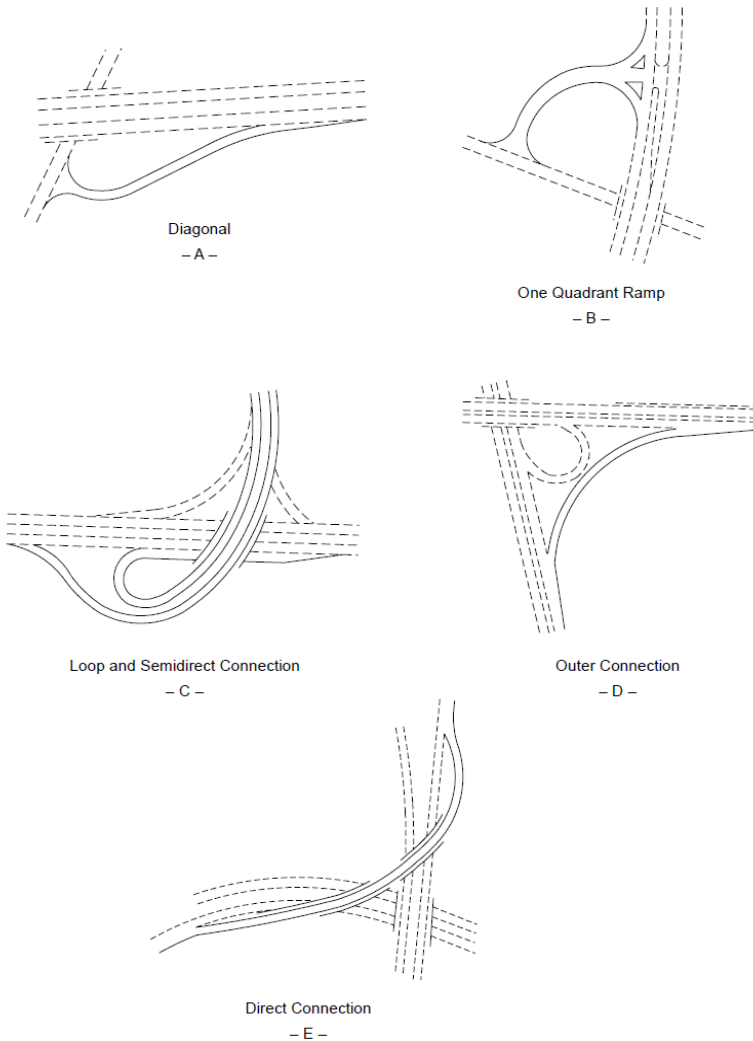 Diagonal
– A –
One Quadrant Ramp
– B –
Loop and Semidirect Connection
– C –
Outer Connection
– D –
Direct Connection
– E –